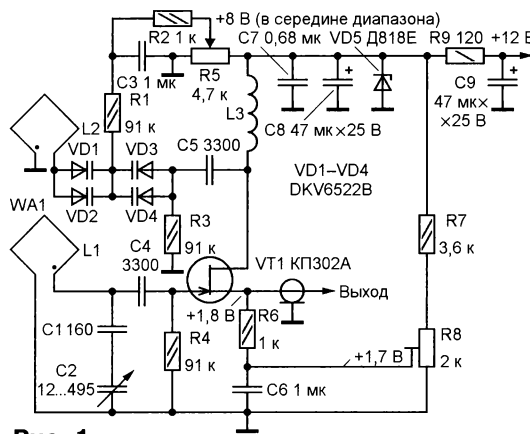 +8 В (в середине диапазона)
R2 1 к
C7 0,68 мк
VD5 Д818Е
R9 120
+12 В
C3 1 мк
R5
4,7 к
R1
91 к
L3
C8 47 мк ×25 В
C9
47 мк×
×25 В
L2
VD1
VD3
C5 3300
VD1–VD4
DKV6522B
VD2
VD4
WA1
R3
91 к
R7
3,6 к
L1
C4
3300
VT1 КП302А
Выход
+1,8 В
R6
1 к
C1 160
R4
91 к
+1,7 В
R8
2 к
C2
12...495
C6 1 мк